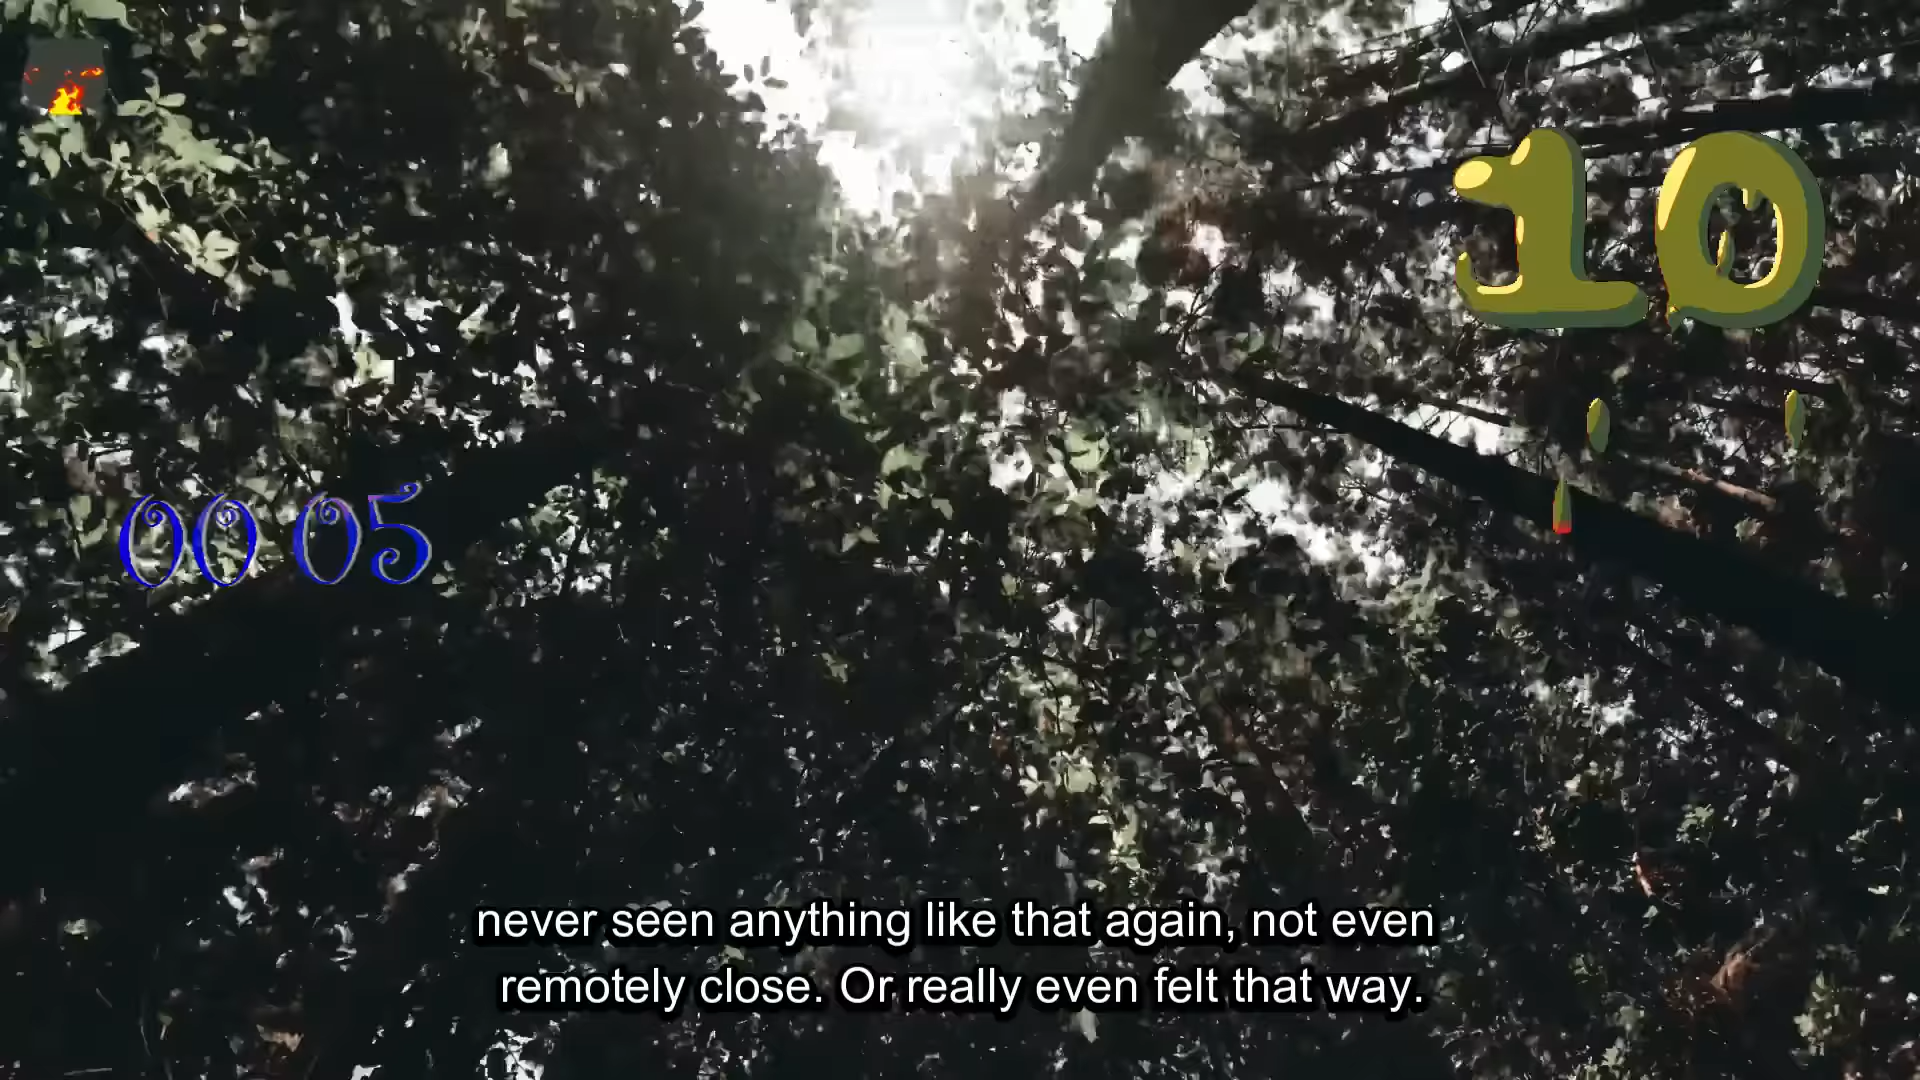 10
00 05
never seen anything like that again, not even
remotely close. Or really even felt that way.